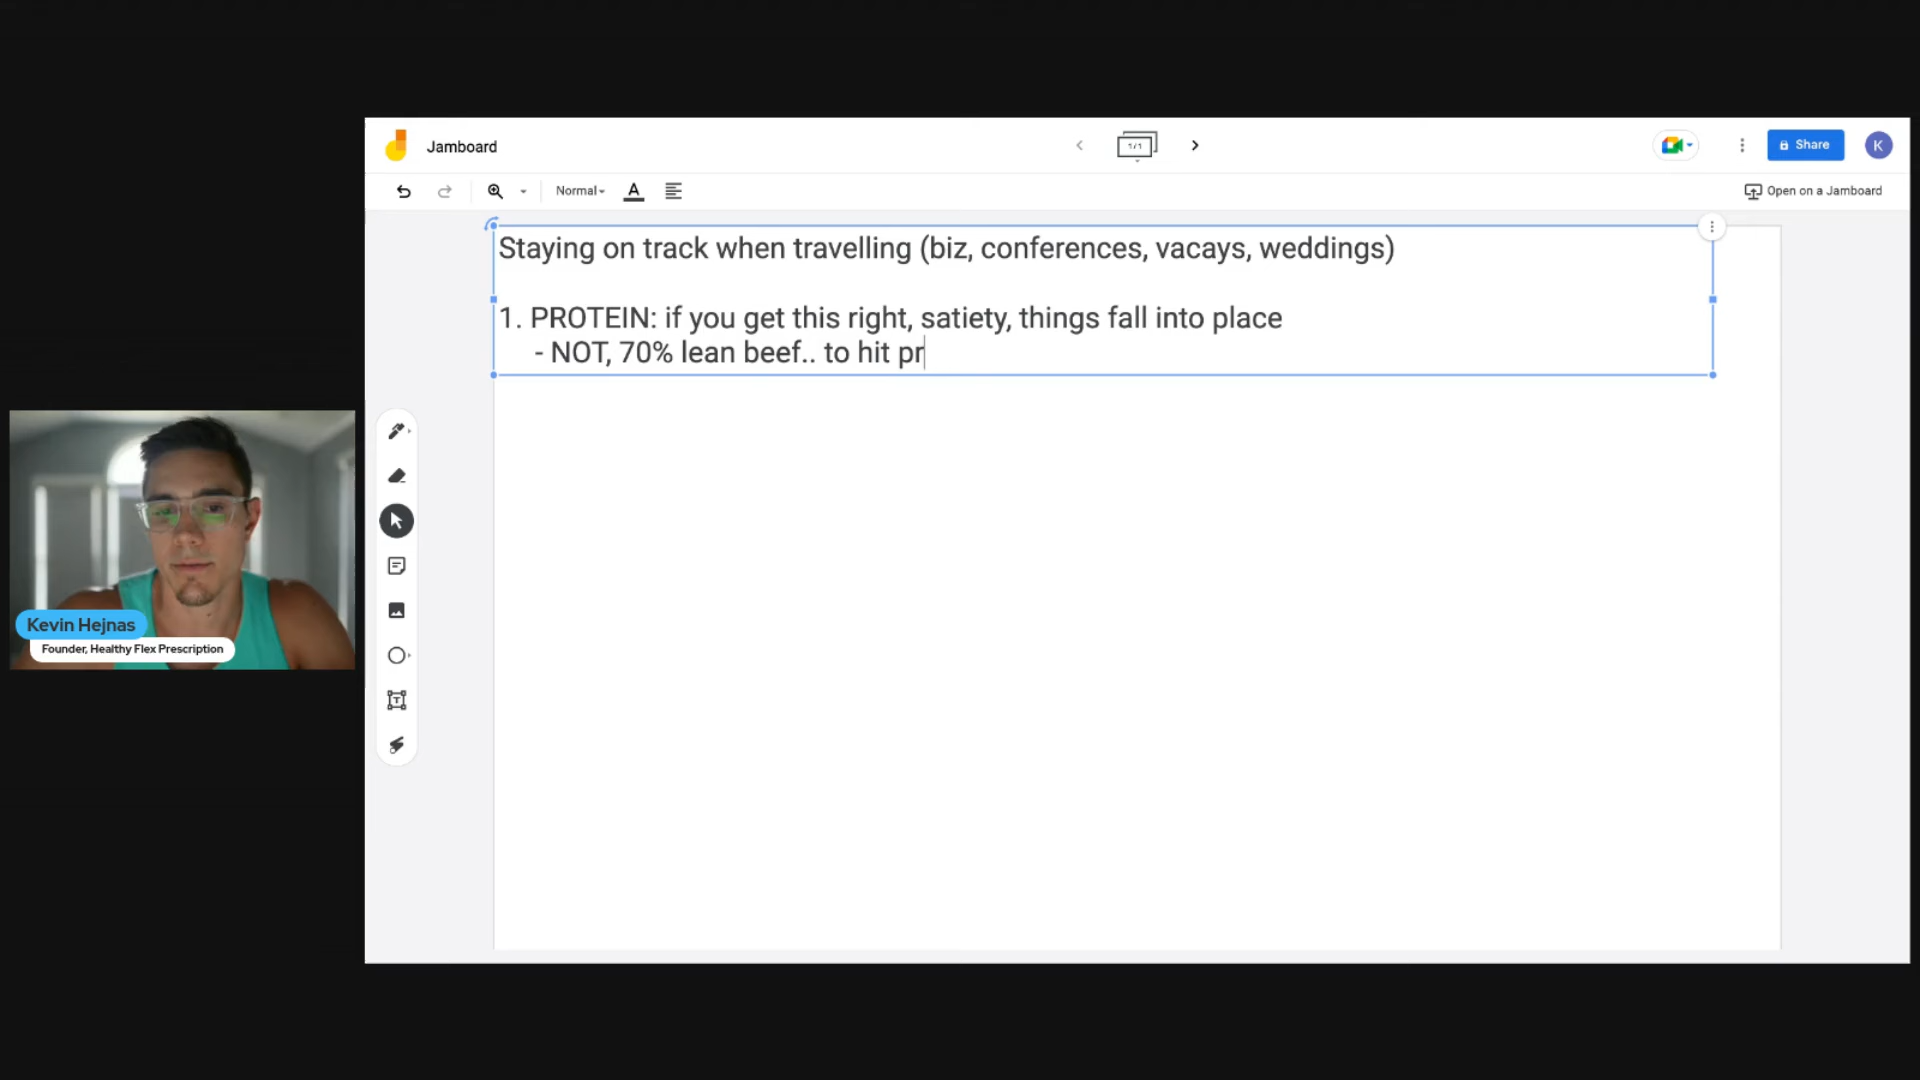 Jamboard
1/1
Share
K
Normal
A
Open on a Jamboard
Staying on track when travelling (biz, conferences, vacays, weddings)
1. PROTEIN: if you get this right, satiety, things fall into place
- NOT, 70% lean beef.. to hit pr
Kevin Hejnas
Founder, Healthy Flex Prescription